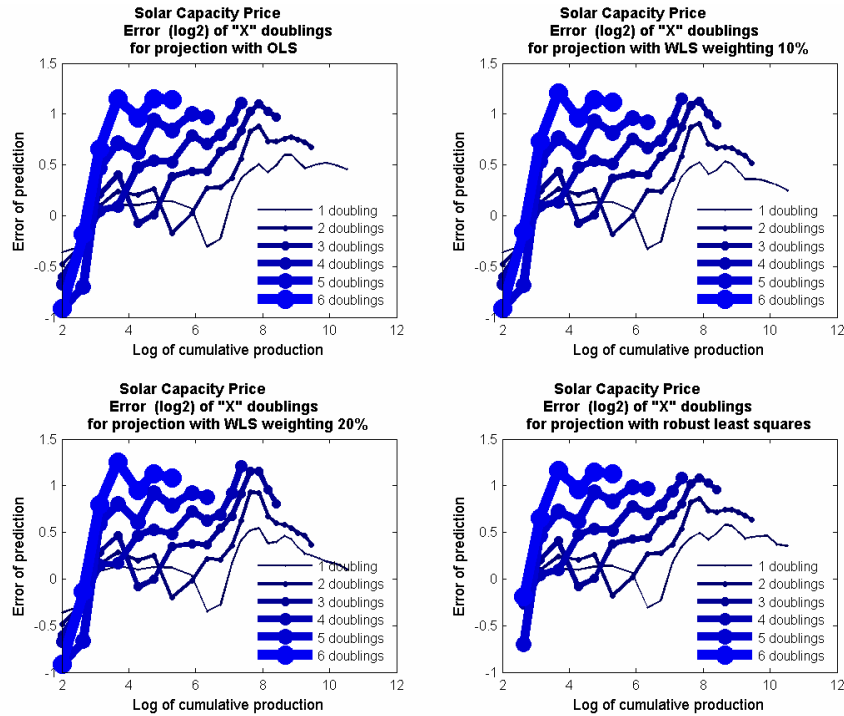 Solar Capacity Price
Error (log2) of "X" doublings
for projection with OLS
Error of prediction
1.5
1
0.5
0
-0.5
-1
2
4
6
8
10
12
Log of cumulative production
1 doubling
2 doublings
3 doublings
4 doublings
5 doublings
6 doublings
Solar Capacity Price
Error (log2) of "X" doublings
for projection with WLS weighting 10%
Error of prediction
1.5
1
0.5
0
-0.5
-1
2
4
6
8
10
12
Log of cumulative production
1 doubling
2 doublings
3 doublings
4 doublings
5 doublings
6 doublings
Solar Capacity Price
Error (log2) of "X" doublings
for projection with WLS weighting 20%
Error of prediction
1.5
1
0.5
0
-0.5
-1
2
4
6
8
10
12
Log of cumulative production
1 doubling
2 doublings
3 doublings
4 doublings
5 doublings
6 doublings
Solar Capacity Price
Error (log2) of "X" doublings
for projection with robust least squares
Error of prediction
1.5
1
0.5
0
-0.5
-1
2
4
6
8
10
12
Log of cumulative production
1 doubling
2 doublings
3 doublings
4 doublings
5 doublings
6 doublings